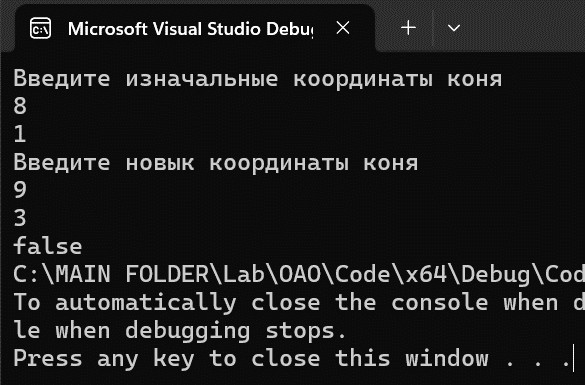 Microsoft Visual Studio
Введите изначальные координаты коня
8
1
Введите новык координаты коня
9
3
false
C:\MAIN FOLDER\Lab\OAO\Code\x64\Debug\Cod
To automatically close the console when d
le when debugging stops.
Press any key to close this window . . .